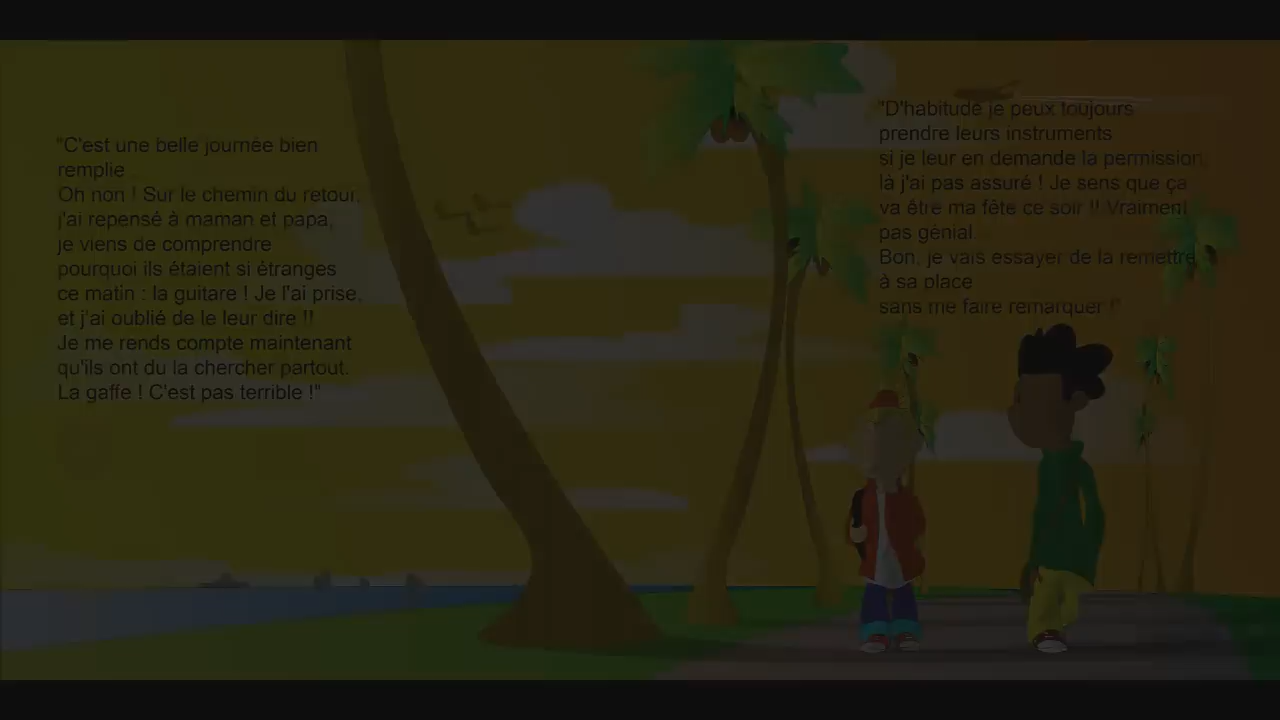 "C'est une belle journée bien
remplie
Oh non ! Sur le chemin du retour,
j'ai repensé à maman et papa,
je viens de comprendre
pourquoi ils étaient si étranges
ce matin : la guitare ! Je l'ai prise,
et j'ai oublié de le leur dire !!
Je me rends compte maintenant
qu'ils ont du la chercher partout.
La gaffe ! C'est pas terrible !"
"D'habitude je peux toujours
prendre leurs instruments
si je leur en demande la permission,
là j'ai pas assuré ! Je sens que ça
va être ma fête ce soir !! Vraiment
pas génial.
Bon, je vais essayer de la remettre
à sa place
sans me faire remarquer !"